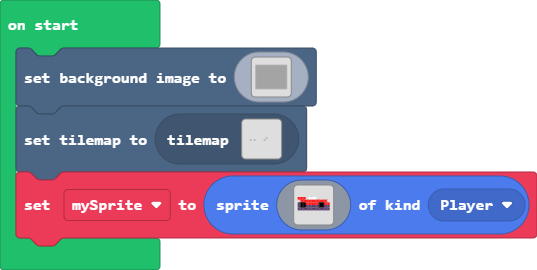 on start
set background image to
set tilemap to tilemap
set mySprite to sprite of kind Player